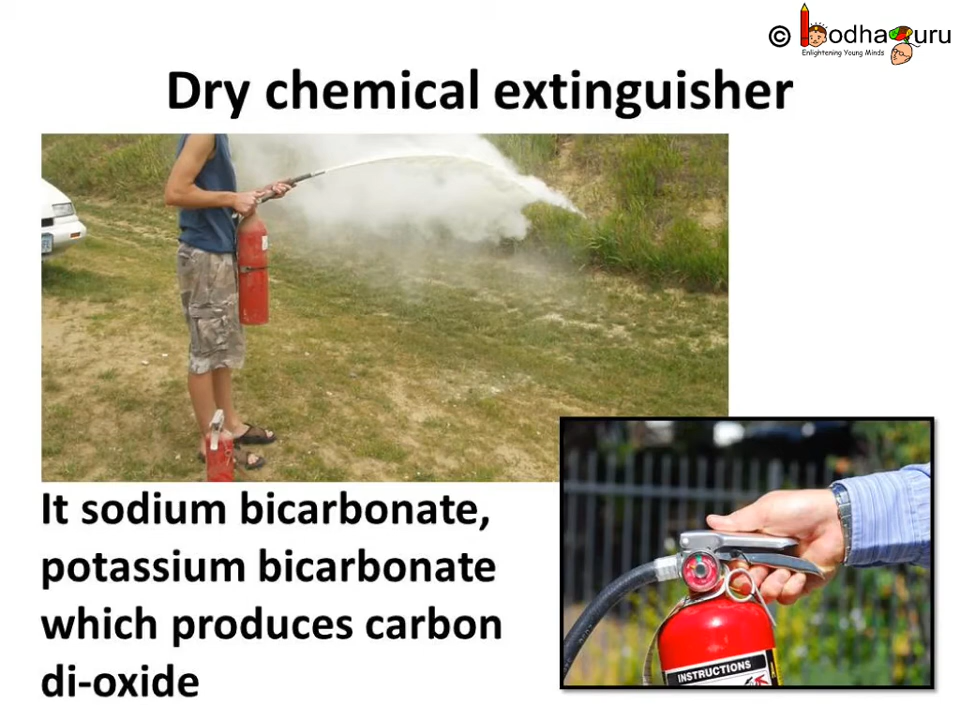 © bodhaguru
Enlightening Young Minds
Dry chemical extinguisher
It sodium bicarbonate,
potassium bicarbonate
which produces carbon
di-oxide
INSTRUCTIONS